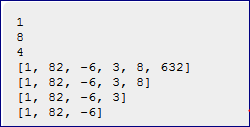 1
8
4
[1, 82, -6, 3, 8, 632]
[1, 82, -6, 3, 8]
[1, 82, -6, 3]
[1, 82, -6]